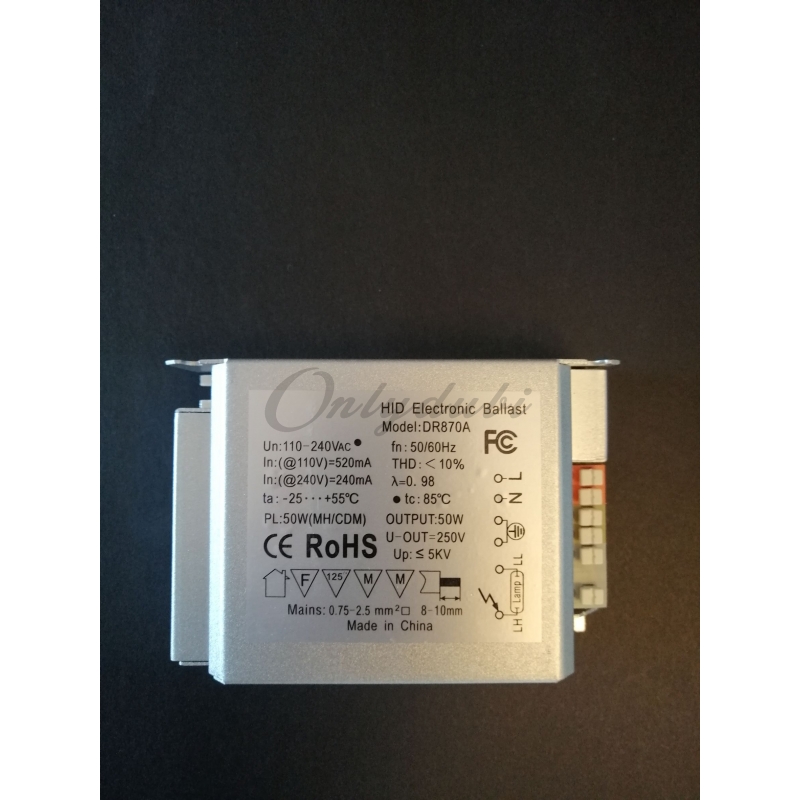 Onlydubi
HID Electronic Ballast
Model:DR870A
Un:110-240VAC fn:50/60Hz FC
In:(@110V)=520mA THD:<10%
In:(@240V)=240mA λ=0.98
ta:-25···+55℃ tc:85℃
PL:50W(MH/CDM) OUTPUT:50W
U-OUT=250V
CE RoHS Up:≤5KV
F 125 M M
Mains:0.75-2.5 mm² 8-10mm
Made in China
L
N
LL
Lamp
LH